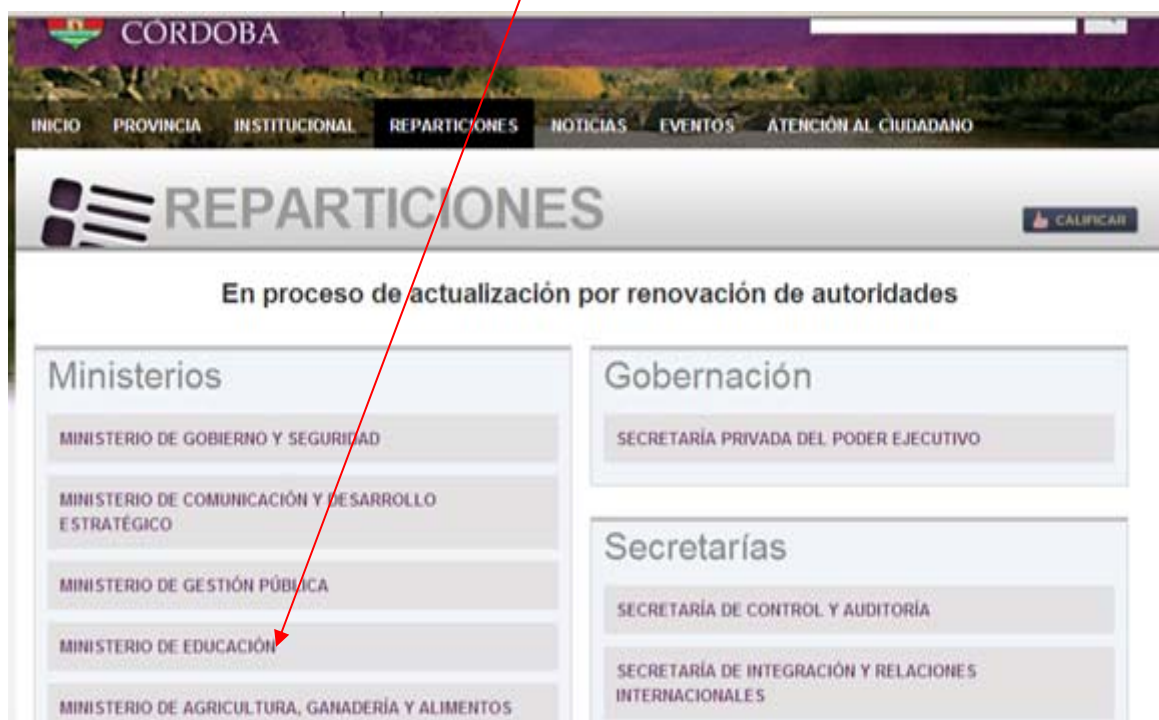 CÓRDOBA
INICIO PROVINCIA INSTITUCIONAL REPARTICIONES NOTICIAS EVENTOS ATENCIÓN AL CIUDADANO
REPARTICIONES
CALIFICAR
En proceso de actualización por renovación de autoridades
Ministerios
MINISTERIO DE GOBIERNO Y SEGURIDAD
MINISTERIO DE COMUNICACIÓN Y DESARROLLO
ESTRATÉGICO
MINISTERIO DE GESTIÓN PÚBLICA
MINISTERIO DE EDUCACIÓN
MINISTERIO DE AGRICULTURA, GANADERÍA Y ALIMENTOS
Gobernación
SECRETARÍA PRIVADA DEL PODER EJECUTIVO
Secretarías
SECRETARÍA DE CONTROL Y AUDITORÍA
SECRETARÍA DE INTEGRACIÓN Y RELACIONES
INTERNACIONALES